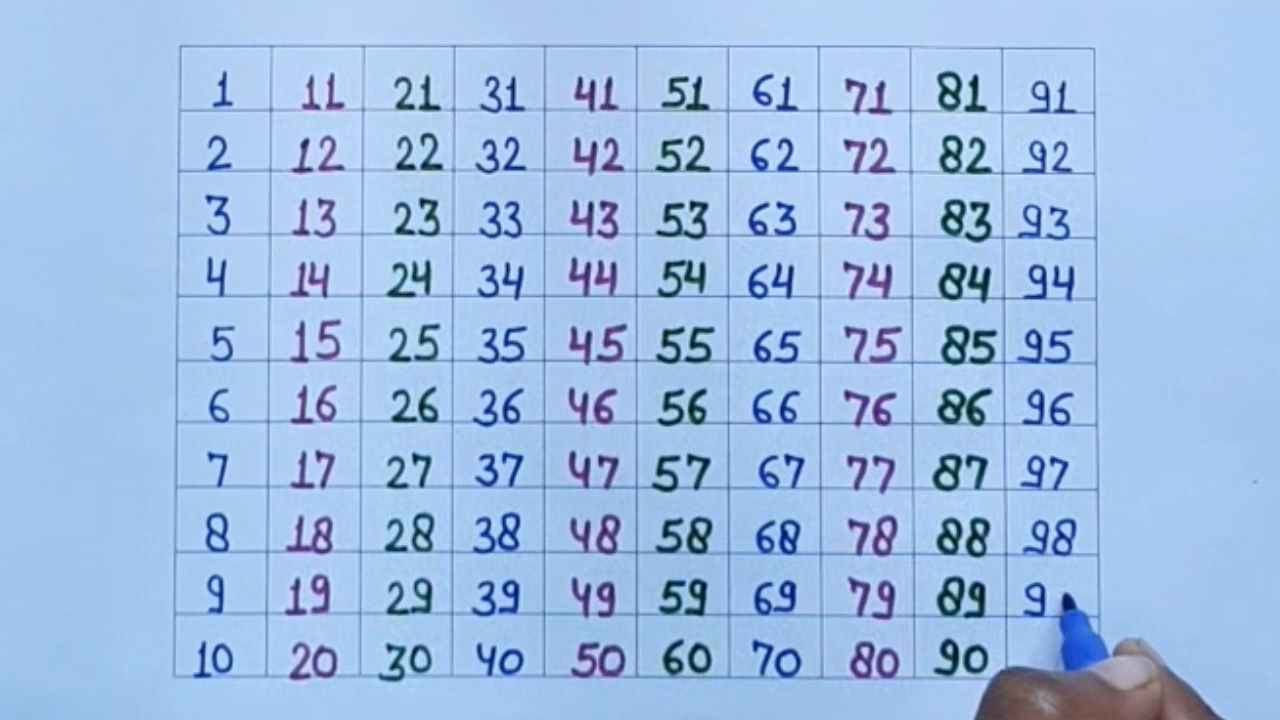 1 11 21 31 41 51 61 71 81 91
2 12 22 32 42 52 62 72 82 92
3 13 23 33 43 53 63 73 83 93
4 14 24 34 44 54 64 74 84 94
5 15 25 35 45 55 65 75 85 95
6 16 26 36 46 56 66 76 86 96
7 17 27 37 47 57 67 77 87 97
8 18 28 38 48 58 68 78 88 98
9 19 29 39 49 59 69 79 89 9
10 20 30 40 50 60 70 80 90